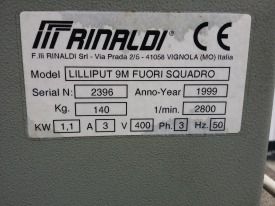 RINALDI CE
F.lli RINALDI Srl - Via Prada 2/5 - 41058 VIGNOLA (MO) Italia
Model LILLIPUT 9M FUORI SQUADRO
Serial N: 2396 Anno-Year 1999
Kg. 140 1/min. 2800
KW 1,1 A 3 V 400 Ph. 3 Hz. 50